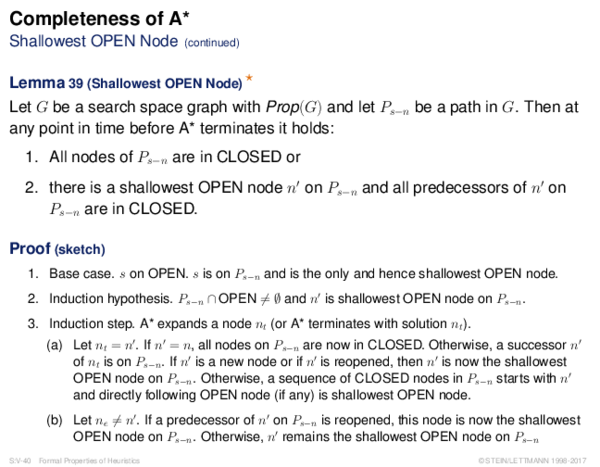 Completeness of A*
Shallowest OPEN Node (continued)
Lemma 39 (Shallowest OPEN Node) *
Let G be a search space graph with Prop(G) and let P_{s−n} be a path in G. Then at
any point in time before A* terminates it holds:
1. All nodes of P_{s−n} are in CLOSED or
2. there is a shallowest OPEN node n′ on P_{s−n} and all predecessors of n′ on
P_{s−n} are in CLOSED.
Proof (sketch)
1. Base case. s on OPEN. s is on P_{s−n} and is the only and hence shallowest OPEN node.
2. Induction hypothesis. P_{s−n} ∩ OPEN ≠ ∅ and n′ is shallowest OPEN node on P_{s−n}.
3. Induction step. A* expands a node n_t (or A* terminates with solution n_t).
(a) Let n_t = n′. If n′ = n, all nodes on P_{s−n} are now in CLOSED. Otherwise, a successor n′
of n_t is on P_{s−n}. If n′ is a new node or if n′ is reopened, then n′ is now the shallowest
OPEN node on P_{s−n}. Otherwise, a sequence of CLOSED nodes in P_{s−n} starts with n′
and directly following OPEN node (if any) is shallowest OPEN node.
(b) Let n_e ≠ n′. If a predecessor of n′ on P_{s−n} is reopened, this node is now the shallowest
OPEN node on P_{s−n}. Otherwise, n′ remains the shallowest OPEN node on P_{s−n}
S:V-40 Formal Properties of Heuristics
©STEIN/LETTMANN 1998-2017